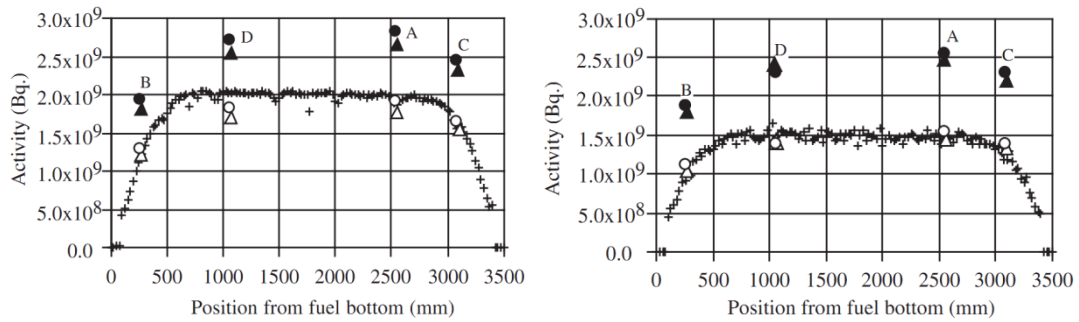 3.0x10⁹
2.5x10⁹
2.0x10⁹
1.5x10⁹
1.0x10⁹
5.0x10⁸
0.0
Activity (Bq.)
B
D
A
C
0 500 1000 1500 2000 2500 3000 3500
Position from fuel bottom (mm)
3.0x10⁹
2.5x10⁹
2.0x10⁹
1.5x10⁹
1.0x10⁹
5.0x10⁸
0.0
Activity (Bq.)
B
D
A
C
0 500 1000 1500 2000 2500 3000 3500
Position from fuel bottom (mm)